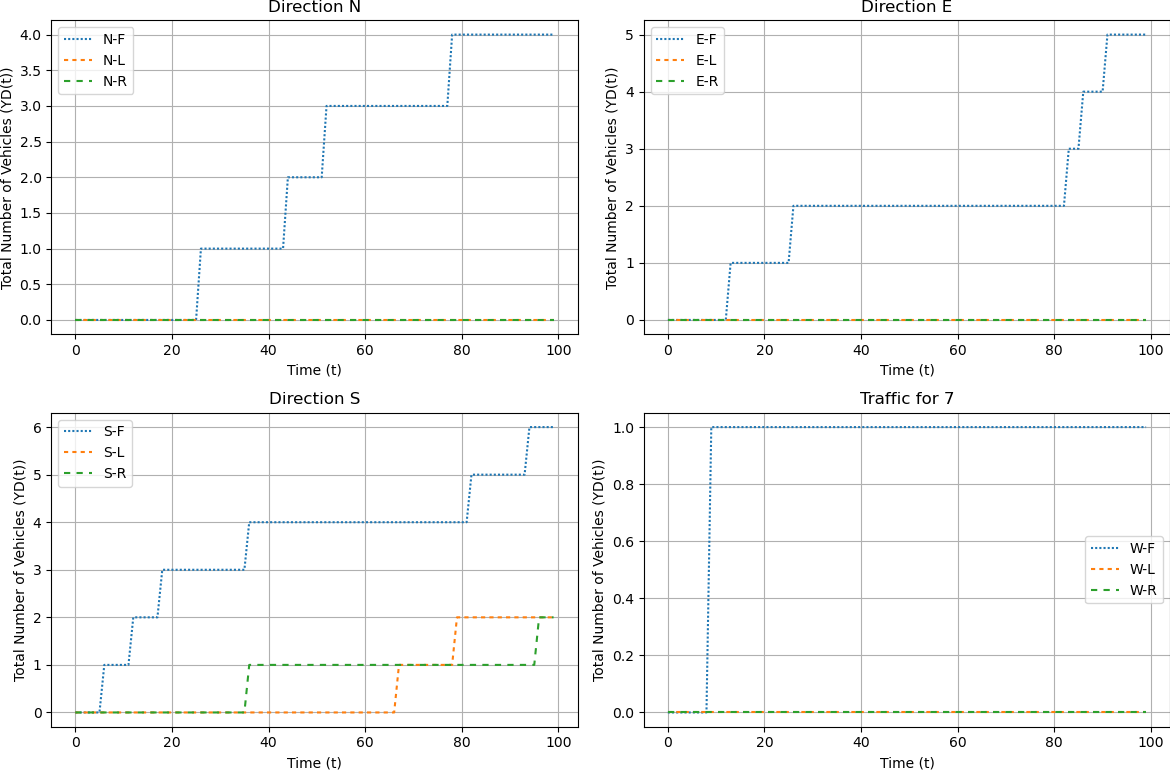 Direction N
Total Number of Vehicles (YD(t))
4.0
3.5
3.0
2.5
2.0
1.5
1.0
0.5
0.0
N-F
N-L
N-R
0 20 40 60 80 100
Time (t)
Direction E
Total Number of Vehicles (YD(t))
5
4
3
2
1
0
E-F
E-L
E-R
0 20 40 60 80 100
Time (t)
Direction S
Total Number of Vehicles (YD(t))
6
5
4
3
2
1
0
S-F
S-L
S-R
0 20 40 60 80 100
Time (t)
Traffic for 7
Total Number of Vehicles (YD(t))
1.0
0.8
0.6
0.4
0.2
0.0
W-F
W-L
W-R
0 20 40 60 80 100
Time (t)